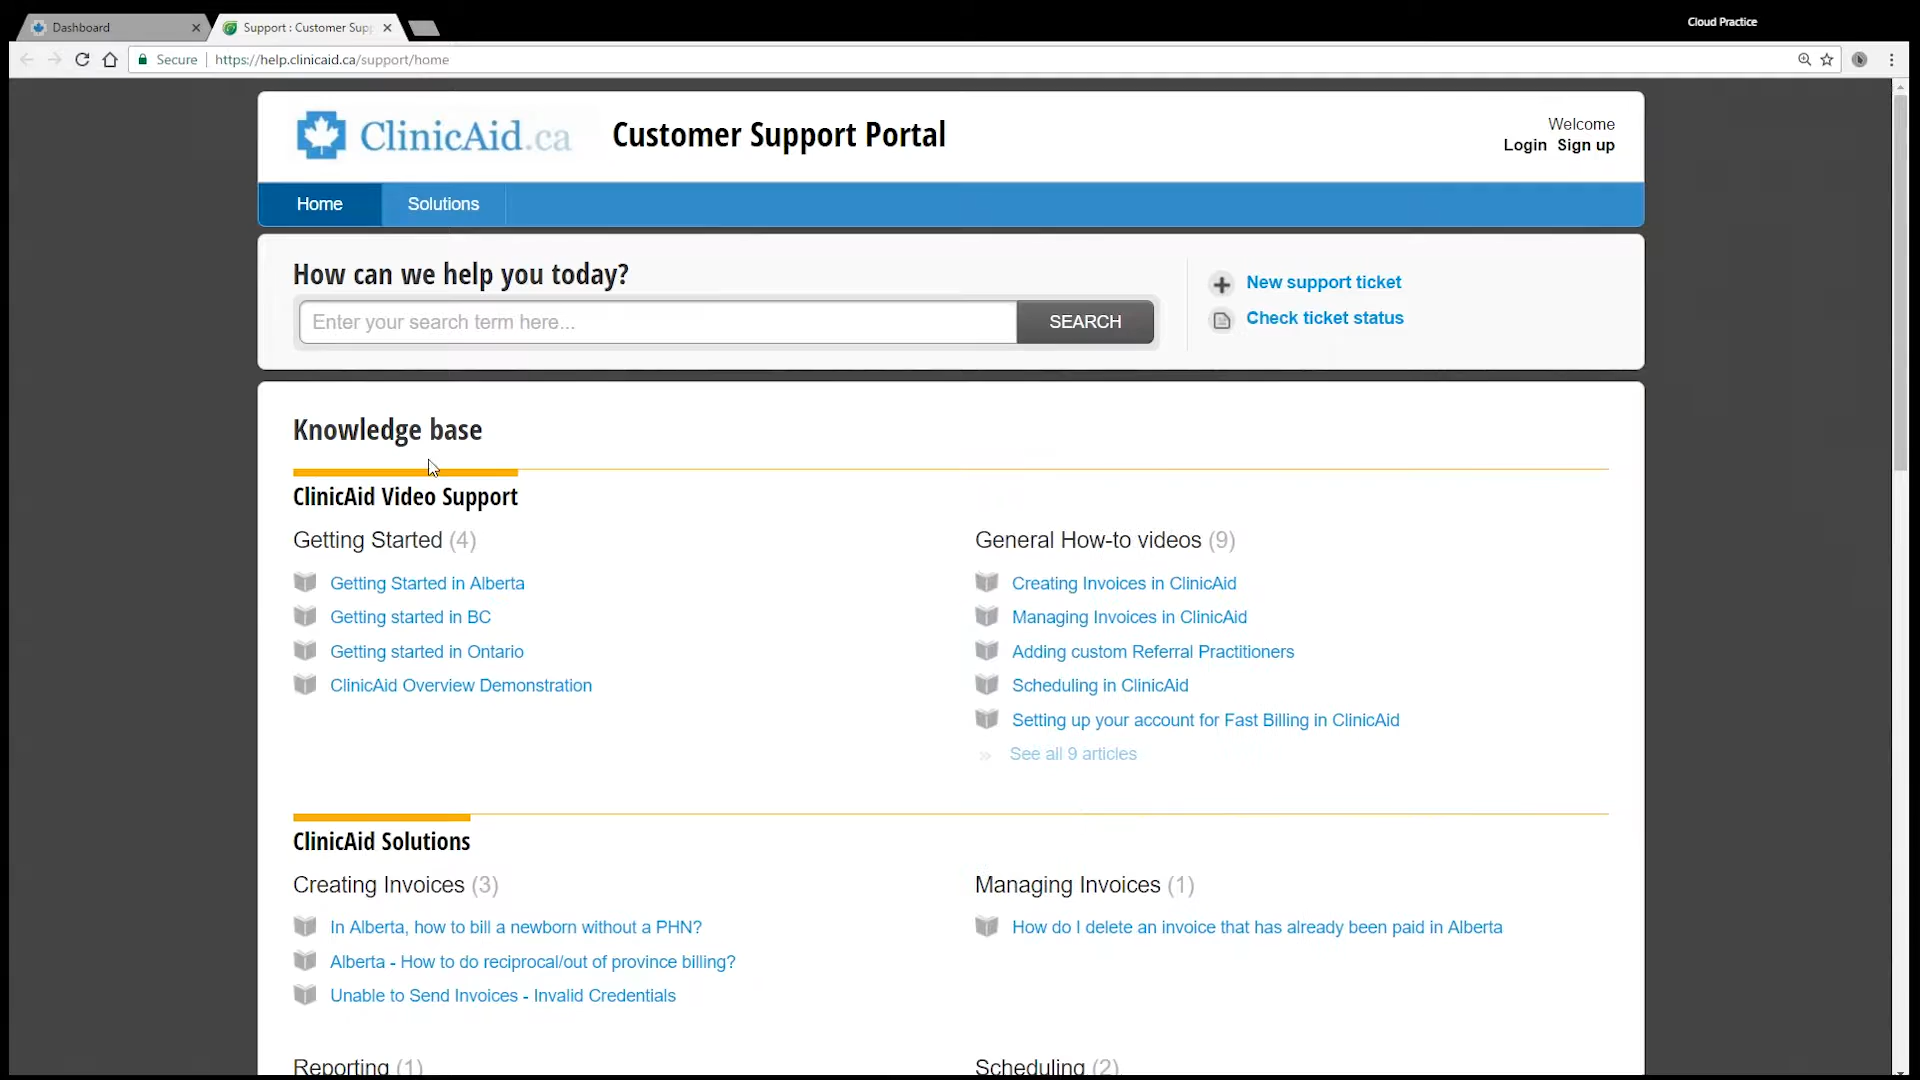 Cloud Practice
Dashboard
Support : Customer Supp
Secure
https://help.clinicaid.ca/support/home
ClinicAid.ca
Customer Support Portal
Welcome
Login Sign up
Home
Solutions
How can we help you today?
Enter your search term here...
SEARCH
New support ticket
Check ticket status
Knowledge base
ClinicAid Video Support
Getting Started (4)
Getting Started in Alberta
Getting started in BC
Getting started in Ontario
ClinicAid Overview Demonstration
General How-to videos (9)
Creating Invoices in ClinicAid
Managing Invoices in ClinicAid
Adding custom Referral Practitioners
Scheduling in ClinicAid
Setting up your account for Fast Billing in ClinicAid
See all 9 articles
ClinicAid Solutions
Creating Invoices (3)
In Alberta, how to bill a newborn without a PHN?
Alberta - How to do reciprocal/out of province billing?
Unable to Send Invoices - Invalid Credentials
Managing Invoices (1)
How do I delete an invoice that has already been paid in Alberta
Reporting (1)
Scheduling (2)